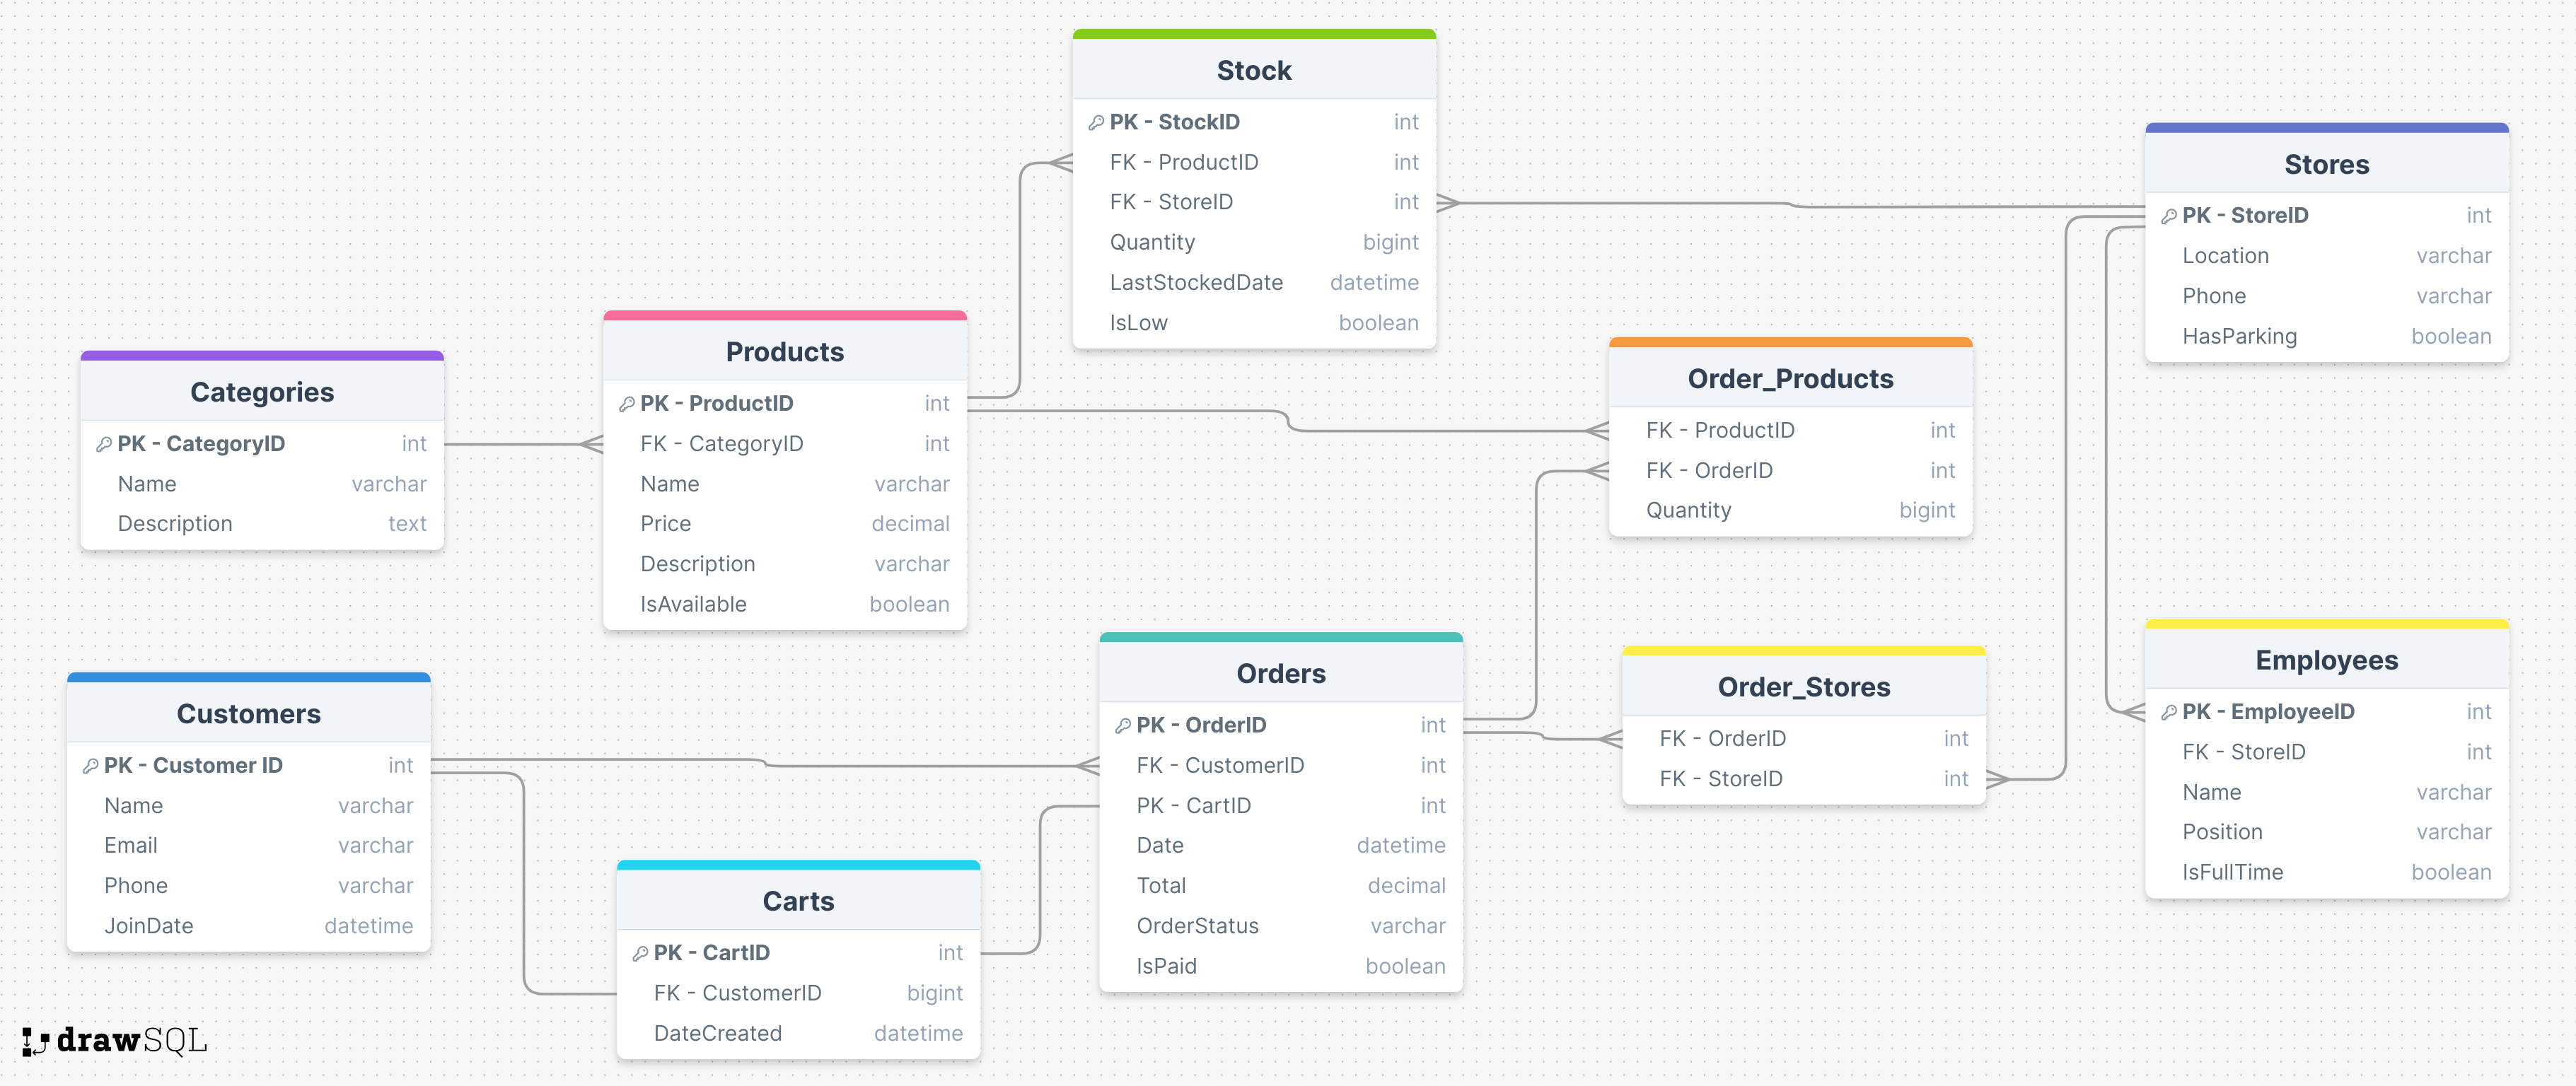 Stock
PK - StockID int
FK - ProductID int
FK - StoreID int
Quantity bigint
LastStockedDate datetime
IsLow boolean
Stores
PK - StoreID int
Location varchar
Phone varchar
HasParking boolean
Products
PK - ProductID int
FK - CategoryID int
Name varchar
Price decimal
Description varchar
IsAvailable boolean
Order_Products
FK - ProductID int
FK - OrderID int
Quantity bigint
Categories
PK - CategoryID int
Name varchar
Description text
Customers
PK - Customer ID int
Name varchar
Email varchar
Phone varchar
JoinDate datetime
Orders
PK - OrderID int
FK - CustomerID int
PK - CartID int
Date datetime
Total decimal
OrderStatus varchar
IsPaid boolean
Order_Stores
FK - OrderID int
FK - StoreID int
Employees
PK - EmployeeID int
FK - StoreID int
Name varchar
Position varchar
IsFullTime boolean
Carts
PK - CartID int
FK - CustomerID bigint
DateCreated datetime
drawSQL